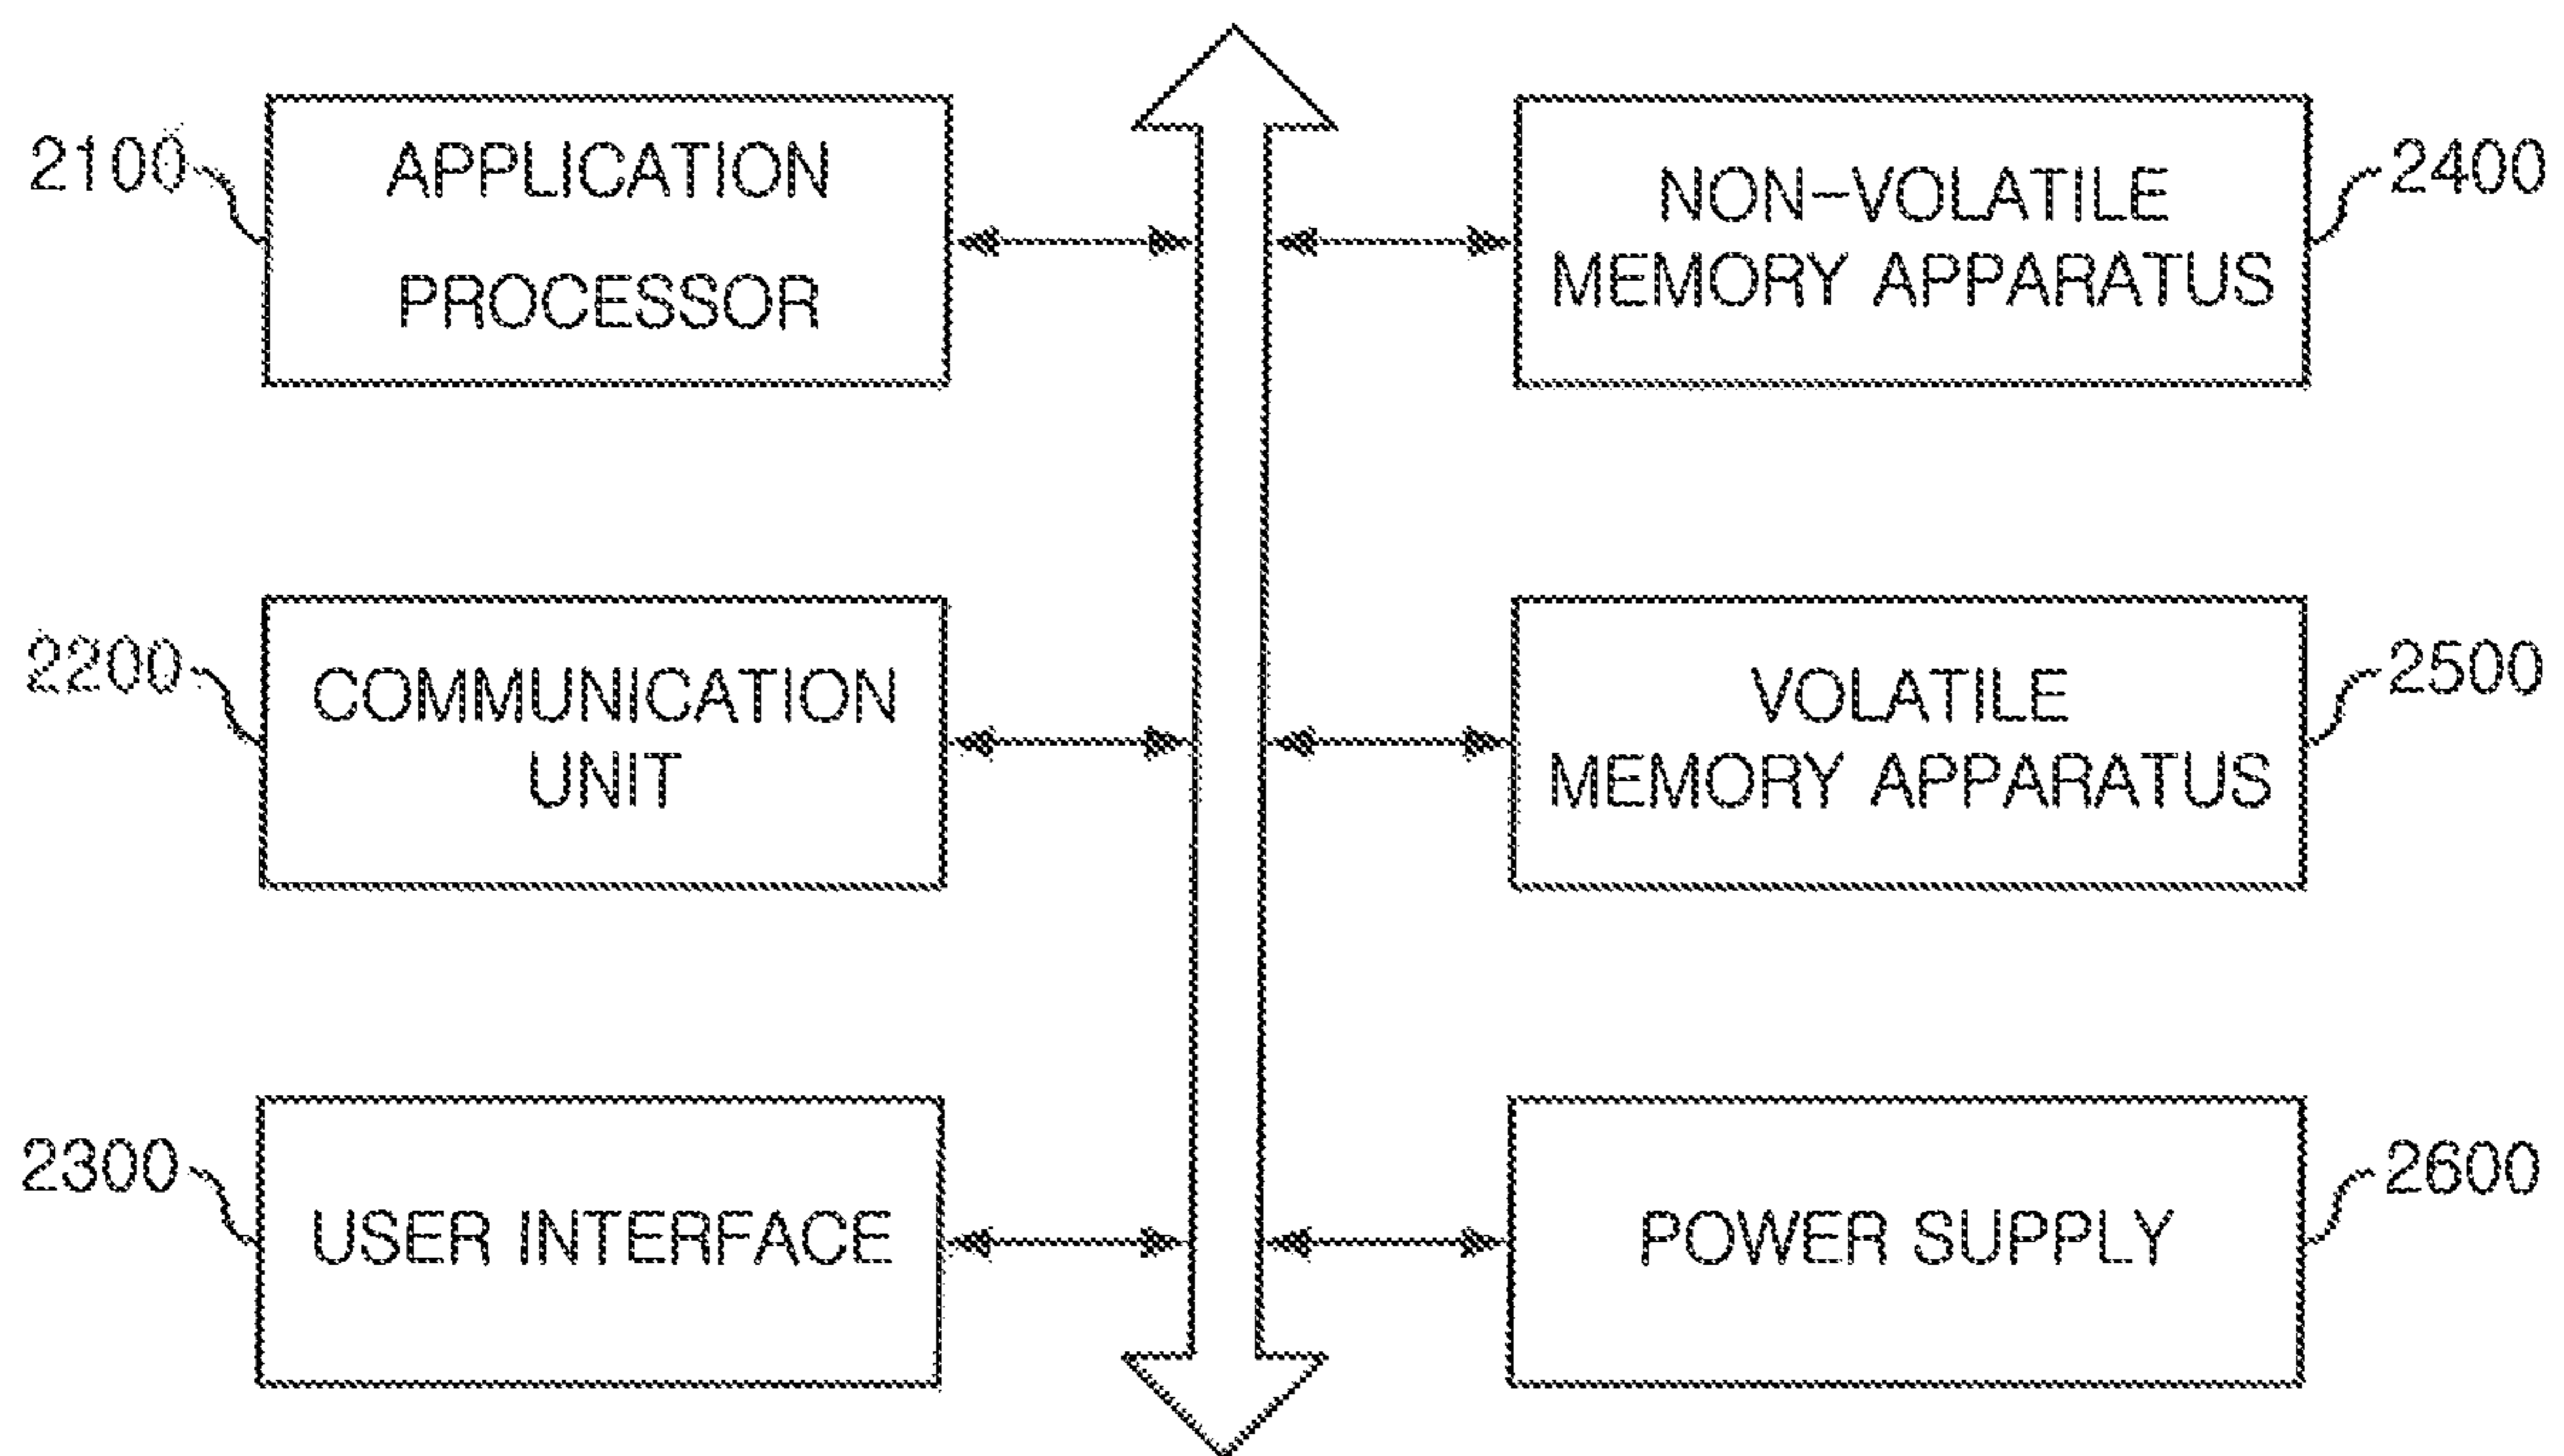 2100
APPLICATION
PROCESSOR
NON-VOLATILE
MEMORY APPARATUS
2400
2200
COMMUNICATION
UNIT
VOLATILE
MEMORY APPARATUS
2500
2300
USER INTERFACE
POWER SUPPLY
2600